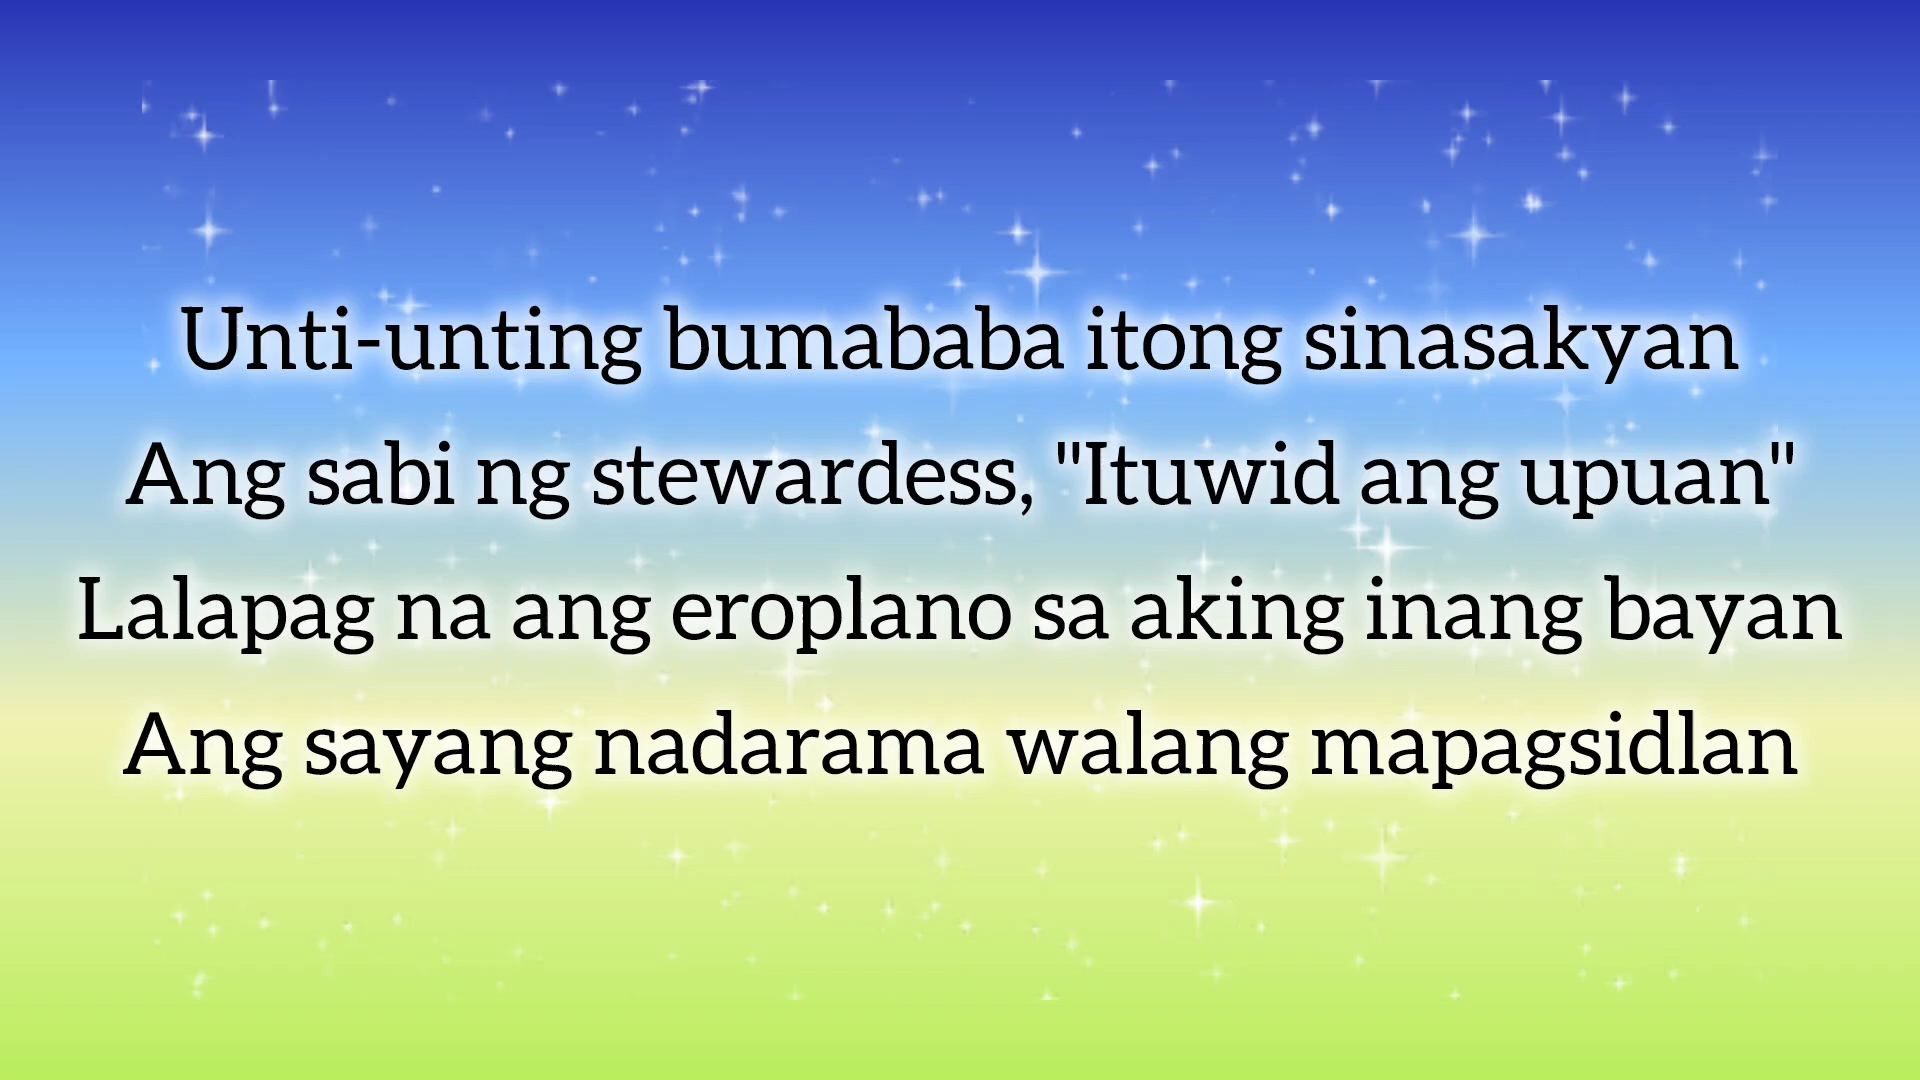 Unti-unting bumababa itong sinasakyan
Ang sabi ng stewardess, "Ituwid ang upuan"
Lalapag na ang eroplano sa aking inang bayan
Ang sayang nadarama walang mapagsidlan